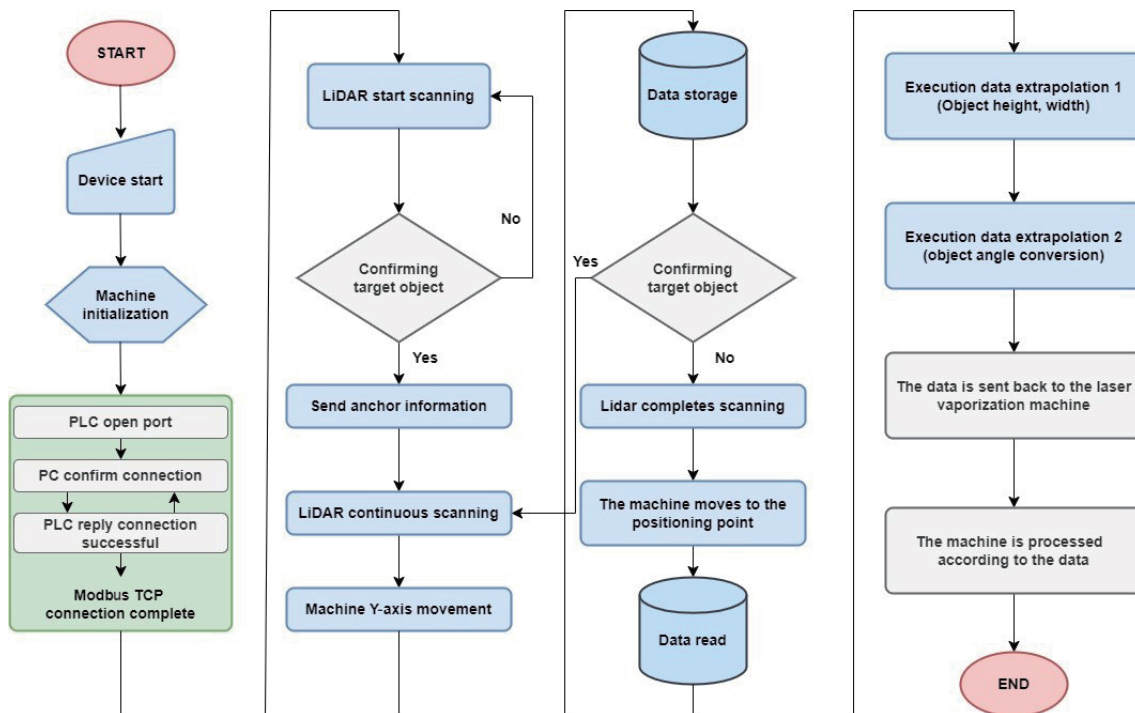 START
Device start
Machine
initialization
PLC open port
PC confirm connection
PLC reply connection
successful
Modbus TCP
connection complete
LiDAR start scanning
No
Confirming
target object
Yes
Send anchor information
LiDAR continuous scanning
Machine Y-axis movement
Data storage
Yes
Confirming
target object
No
Lidar completes scanning
The machine moves to the
positioning point
Data read
Execution data extrapolation 1
(Object height, width)
Execution data extrapolation 2
(object angle conversion)
The data is sent back to the laser
vaporization machine
The machine is processed
according to the data
END